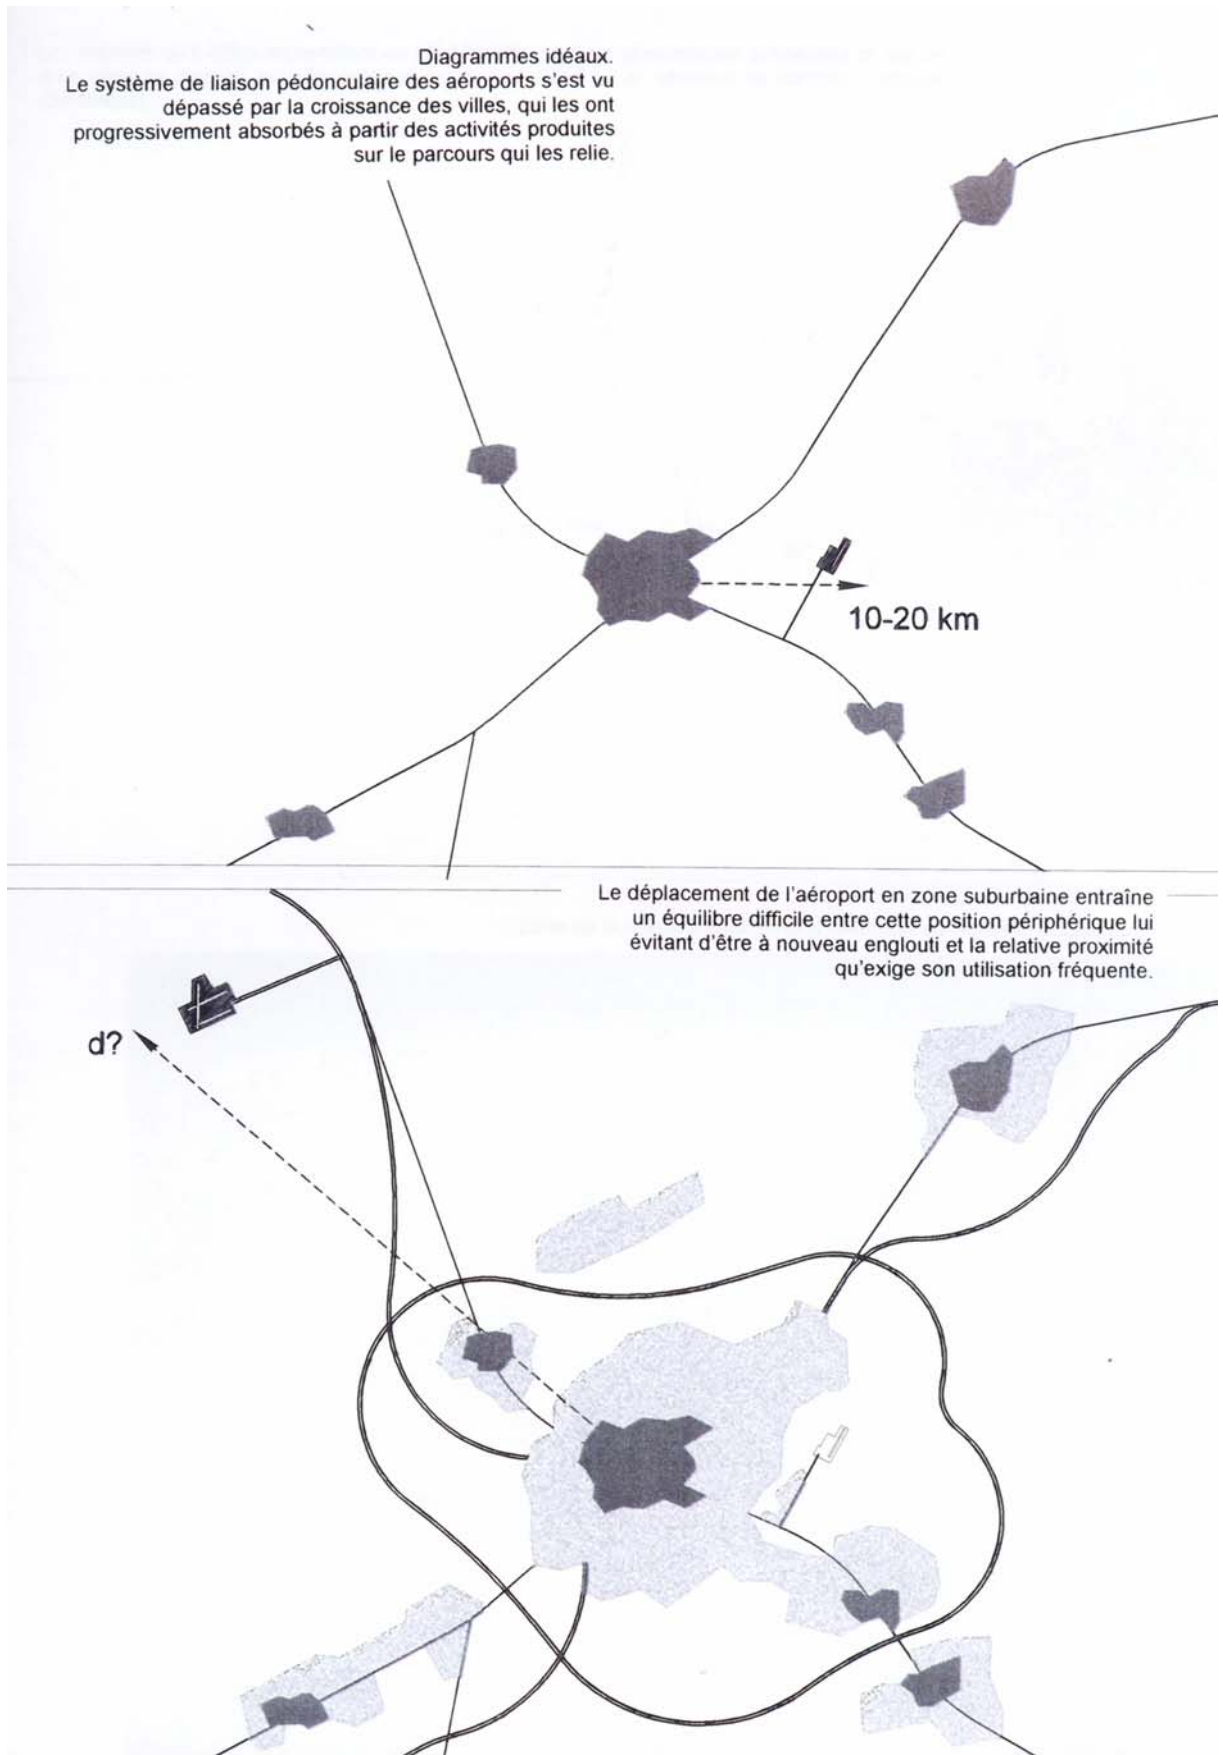 Diagrammes idéaux.
Le système de liaison pédonculaire des aéroports s'est vu
dépassé par la croissance des villes, qui les ont
progressivement absorbés à partir des activités produites
sur le parcours qui les relie.
10-20 km
Le déplacement de l'aéroport en zone suburbaine entraîne
un équilibre difficile entre cette position périphérique lui
évitant d'être à nouveau englouti et la relative proximité
qu'exige son utilisation fréquente.
d?